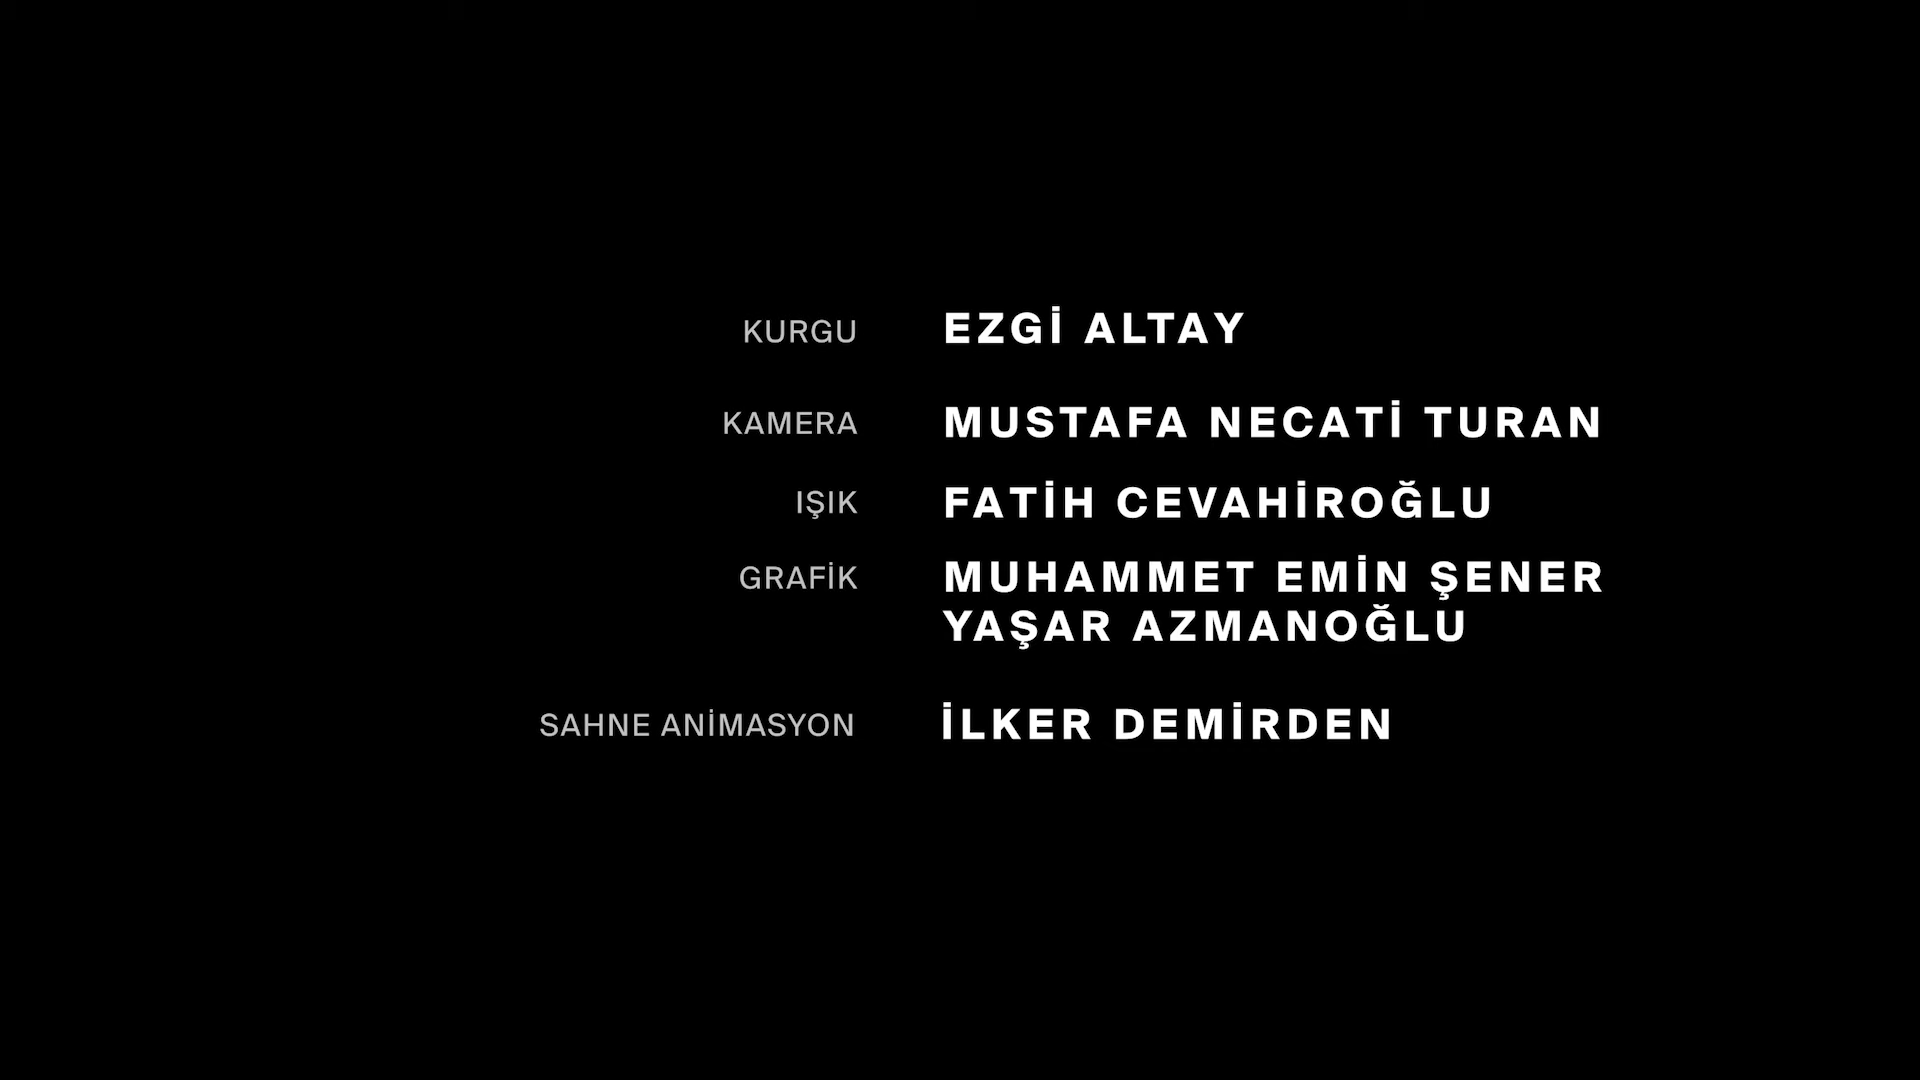 KURGU EZGİ ALTAY
KAMERA MUSTAFA NECATİ TURAN
IŞIK FATİH CEVAHİROĞLU
GRAFİK MUHAMMET EMİN ŞENER
YAŞAR AZMANOĞLU
SAHNE ANİMASYON İLKER DEMİRDEN